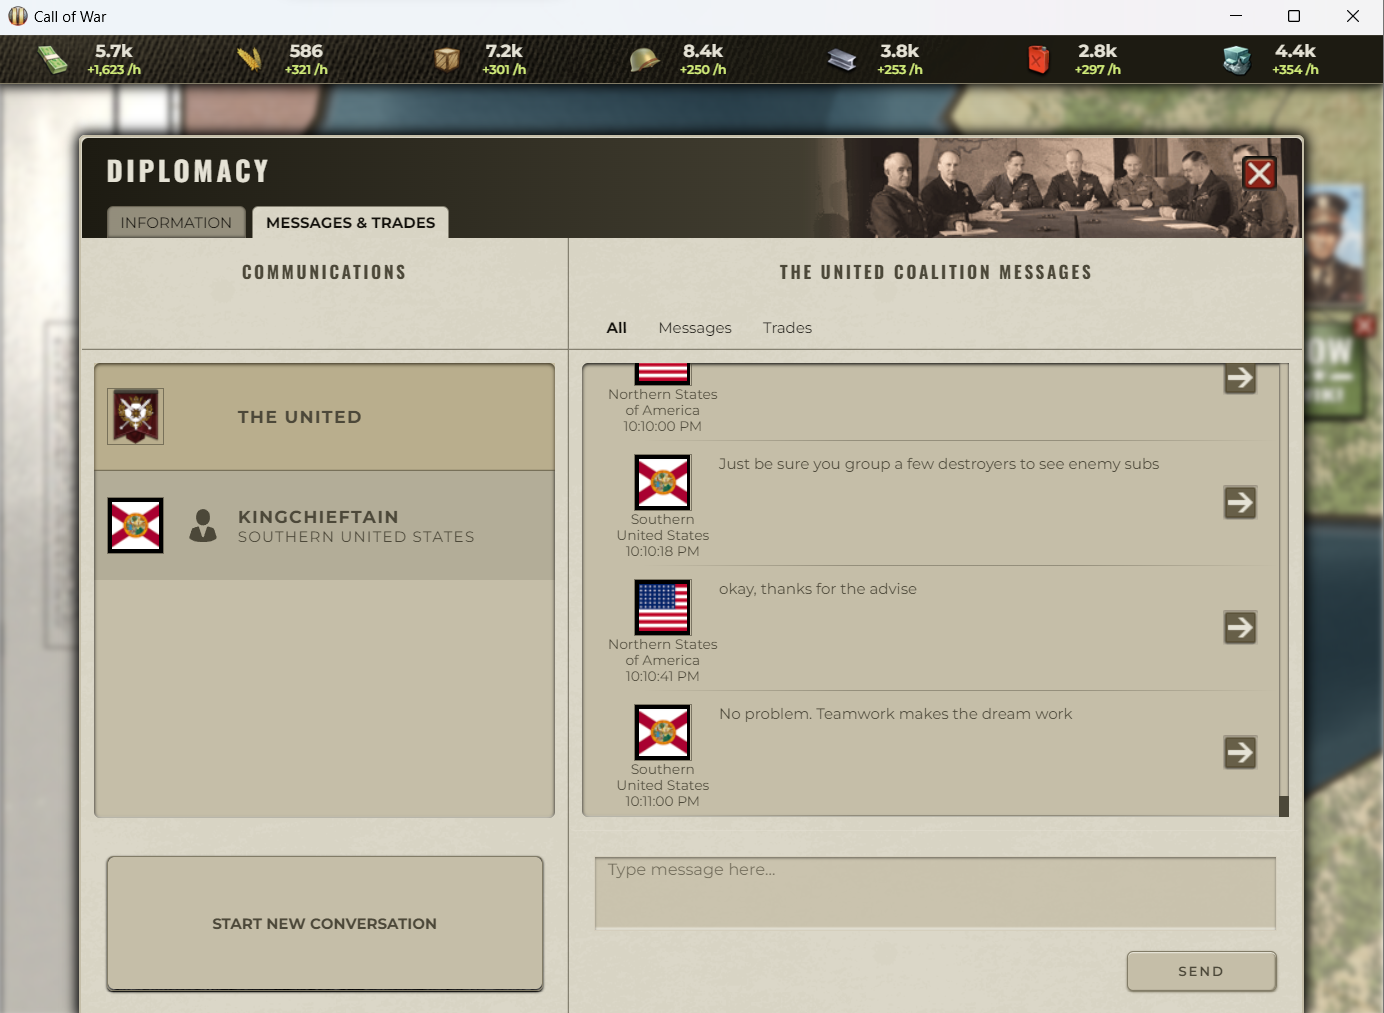 Call of War
5.7k
+1,623 /h
586
+321 /h
7.2k
+301 /h
8.4k
+250 /h
3.8k
+253 /h
2.8k
+297 /h
4.4k
+354 /h
DIPLOMACY
INFORMATION
MESSAGES & TRADES
COMMUNICATIONS
THE UNITED
KINGCHIEFTAIN
SOUTHERN UNITED STATES
START NEW CONVERSATION
THE UNITED COALITION MESSAGES
All
Messages
Trades
Northern States
of America
10:10:00 PM
Just be sure you group a few destroyers to see enemy subs
Southern
United States
10:10:18 PM
okay, thanks for the advise
Northern States
of America
10:10:41 PM
No problem. Teamwork makes the dream work
Southern
United States
10:11:00 PM
Type message here...
SEND